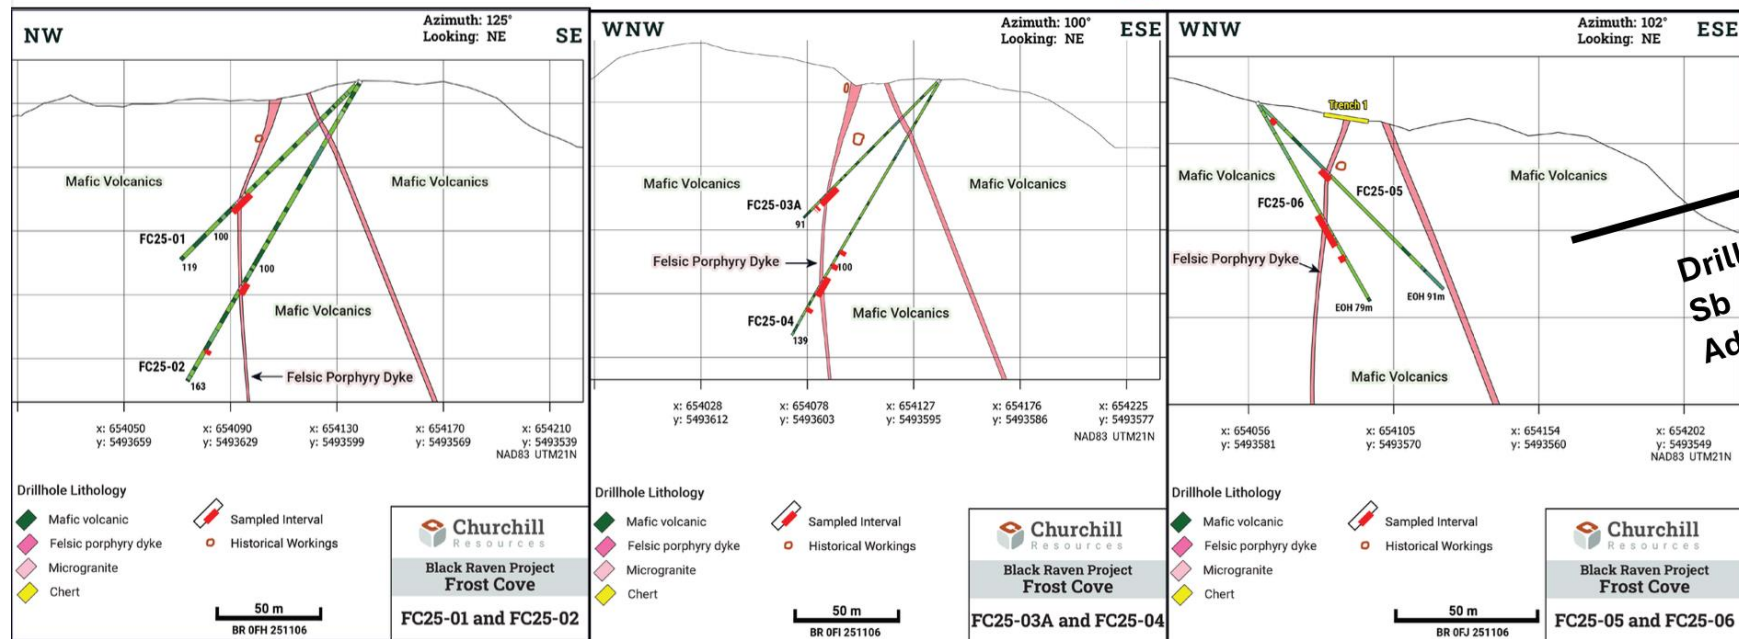 NW
Azimuth: 125°
Looking: NE
SE
Mafic Volcanics
Mafic Volcanics
FC25-01
100
119
100
Mafic Volcanics
FC25-02
163
Felsic Porphyry Dyke
x: 654050
y: 5493659
x: 654090
y: 5493629
x: 654130
y: 5493599
x: 654170
y: 5493569
x: 654210
y: 5493539
NAD83 UTM21N
Drillhole Lithology
Mafic volcanic
Felsic porphyry dyke
Microgranite
Chert
Sampled Interval
Historical Workings
50 m
BR 0FH 251106
Churchill
Resources
Black Raven Project
Frost Cove
FC25-01 and FC25-02
WNW
Azimuth: 100°
Looking: NE
ESE
Mafic Volcanics
Mafic Volcanics
FC25-03A
91
Felsic Porphyry Dyke
100
FC25-04
139
Mafic Volcanics
x: 654028
y: 5493612
x: 654078
y: 5493603
x: 654127
y: 5493595
x: 654176
y: 5493586
x: 654225
y: 5493577
NAD83 UTM21N
Drillhole Lithology
Mafic volcanic
Felsic porphyry dyke
Microgranite
Chert
Sampled Interval
Historical Workings
50 m
BR 0FI 251106
Churchill
Resources
Black Raven Project
Frost Cove
FC25-03A and FC25-04
WNW
Azimuth: 102°
Looking: NE
ESE
Trench 1
Mafic Volcanics
Mafic Volcanics
FC25-05
FC25-06
Felsic Porphyry Dyke
EOH 91m
EOH 79m
Mafic Volcanics
Drill
Sb
Ad
x: 654056
y: 5493581
x: 654105
y: 5493570
x: 654154
y: 5493560
x: 654202
y: 5493549
NAD83 UTM21N
Drillhole Lithology
Mafic volcanic
Felsic porphyry dyke
Microgranite
Chert
Sampled Interval
Historical Workings
50 m
BR 0FJ 251106
Churchill
Resources
Black Raven Project
Frost Cove
FC25-05 and FC25-06